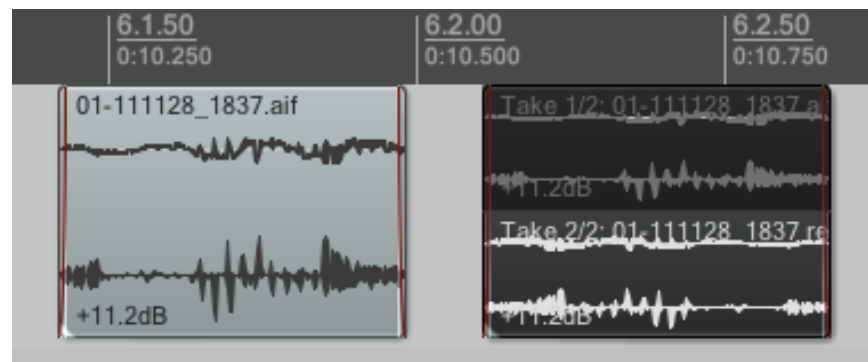 6.1.50 6.2.00 6.2.50
0:10.250 0:10.500 0:10.750
01-111128_1837.aif
+11.2dB
Take 1/2: 01-111128_1837.a
+11.2dB
Take 2/2: 01-111128_1837 re
+11.2dB